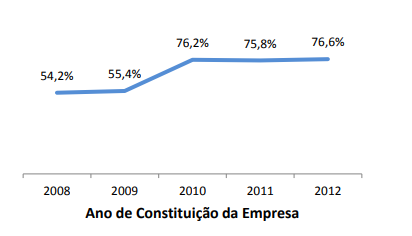 76,2% 75,8% 76,6%
54,2% 55,4%
2008 2009 2010 2011 2012
Ano de Constituição da Empresa